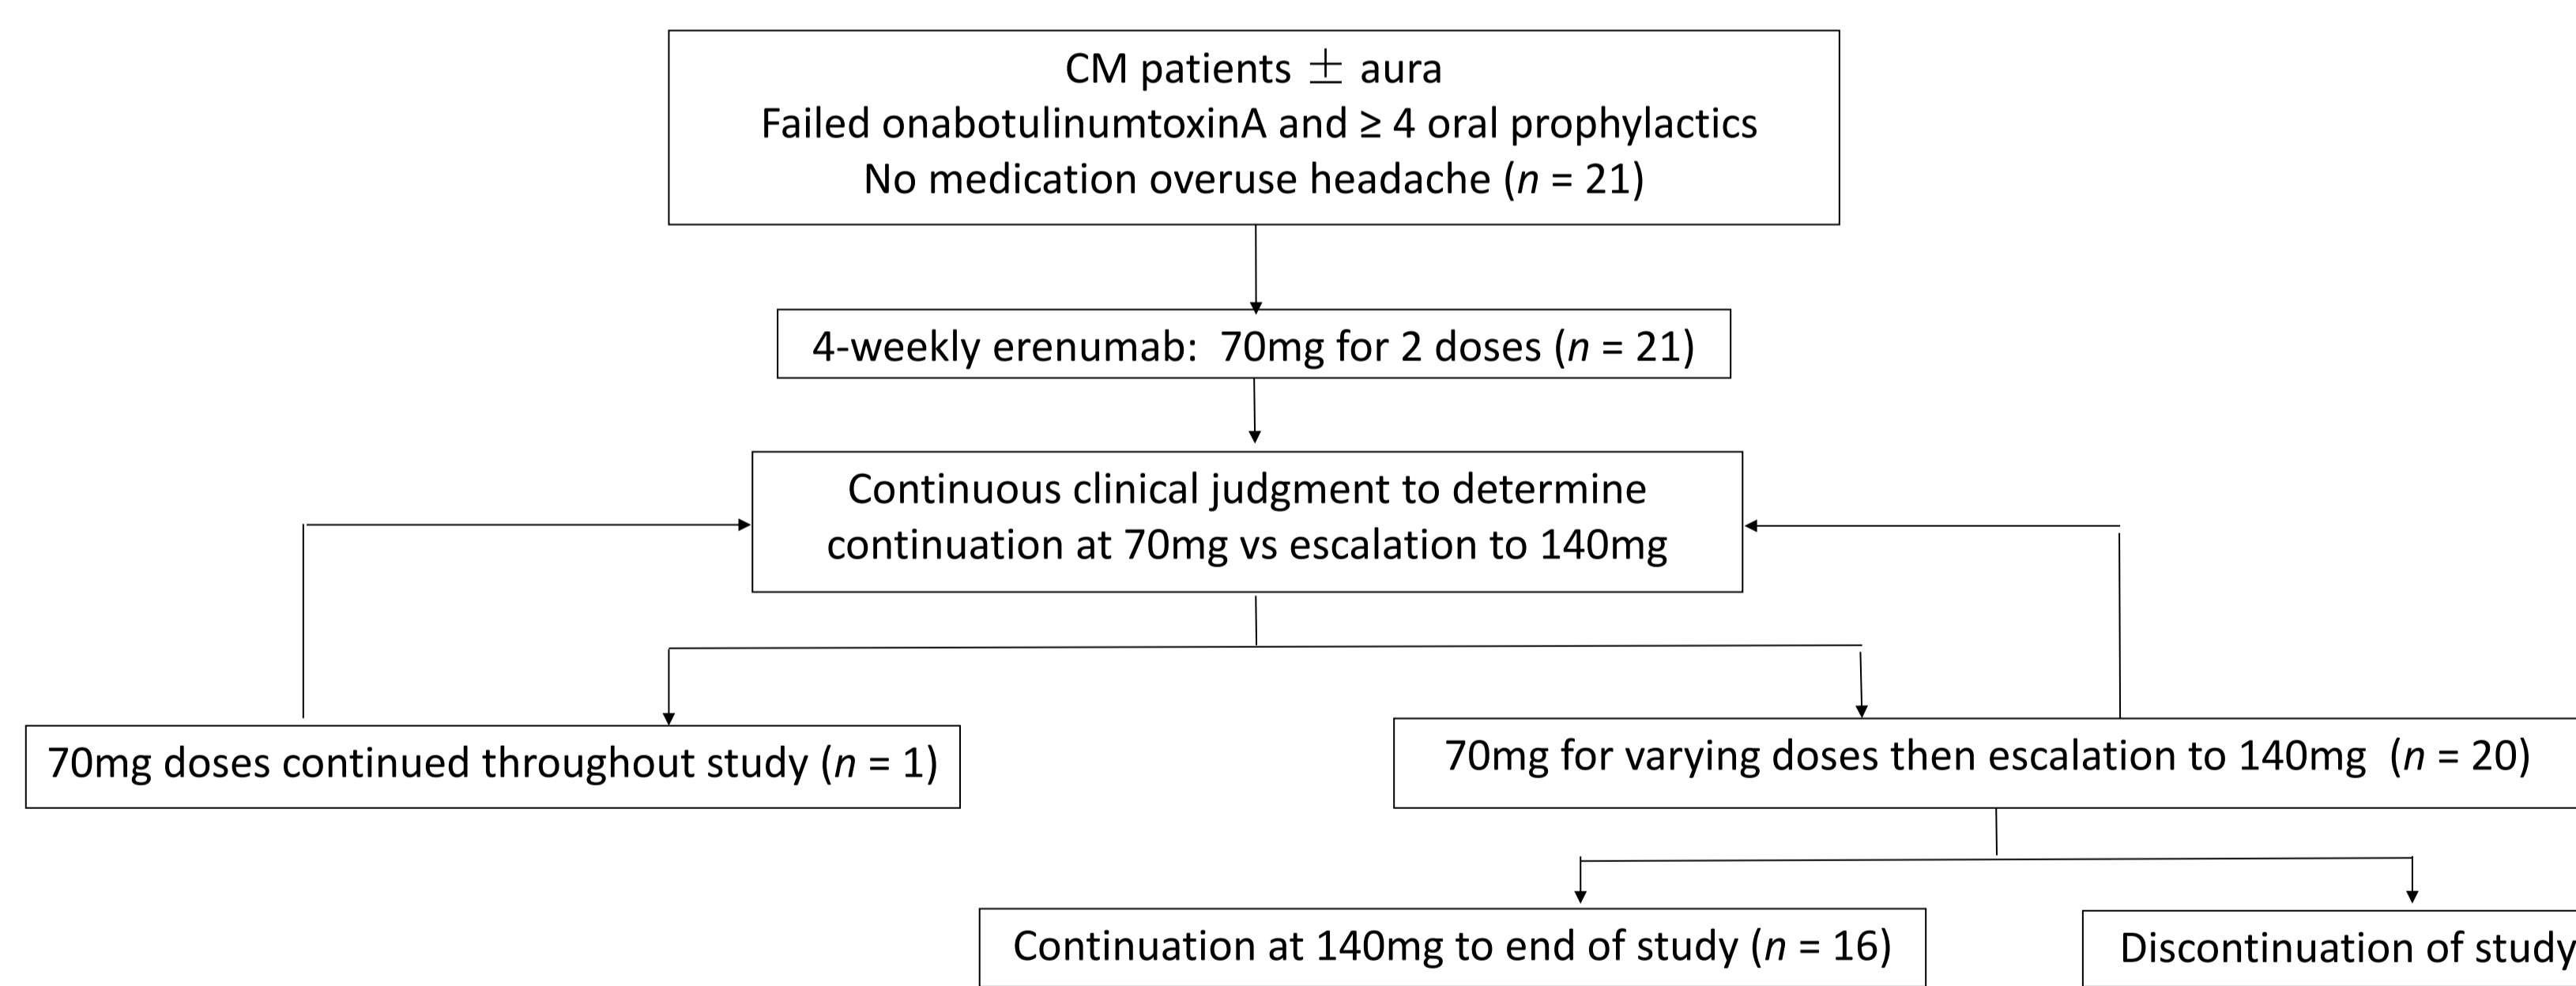 CM patients ± aura
Failed onabotulinumtoxinA and ≥ 4 oral prophylactics
No medication overuse headache (n = 21)
4-weekly erenumab:  70mg for 2 doses (n = 21)
Continuous clinical judgment to determine
continuation at 70mg vs escalation to 140mg
70mg doses continued throughout study (n = 1)
70mg for varying doses then escalation to 140mg  (n = 20)
Continuation at 140mg to end of study (n = 16)
Discontinuation of study